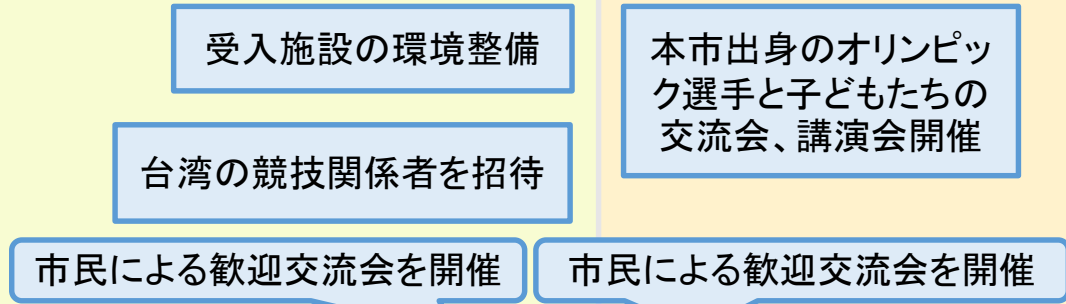 受入施設の環境整備
台湾の競技関係者を招待
本市出身のオリンピッ
ク選手と子どもたちの
交流会、講演会開催
市民による歓迎交流会を開催
市民による歓迎交流会を開催